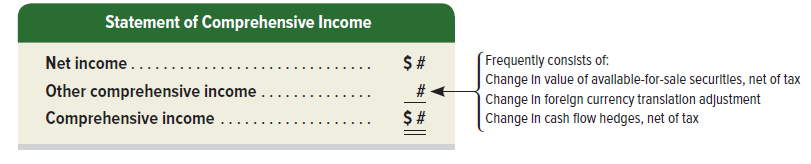 Statement of Comprehensive Income
Net income . . . . . . . . . . . . . . . . . . . . . . . . . . . . . . $ #
Other comprehensive income . . . . . . . . . . . . . . #
Comprehensive income . . . . . . . . . . . . . . . . . . . $ #
Frequently consists of:
Change in value of available-for-sale securities, net of tax
Change in foreign currency translation adjustment
Change in cash flow hedges, net of tax